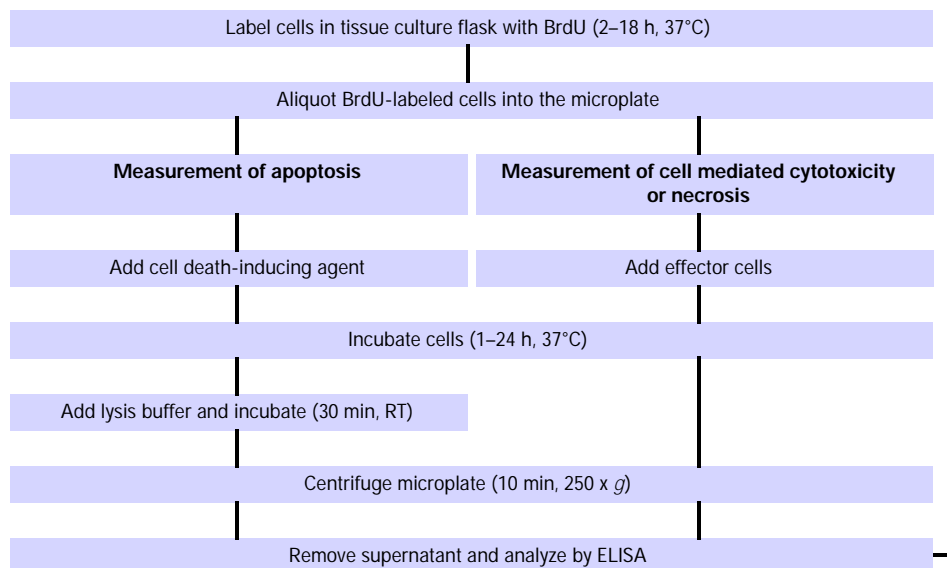 Label cells in tissue culture flask with BrdU (2–18 h, 37°C)
Aliquot BrdU-labeled cells into the microplate
Measurement of apoptosis
Measurement of cell mediated cytotoxicity
or necrosis
Add cell death-inducing agent
Add effector cells
Incubate cells (1–24 h, 37°C)
Add lysis buffer and incubate (30 min, RT)
Centrifuge microplate (10 min, 250 x g)
Remove supernatant and analyze by ELISA